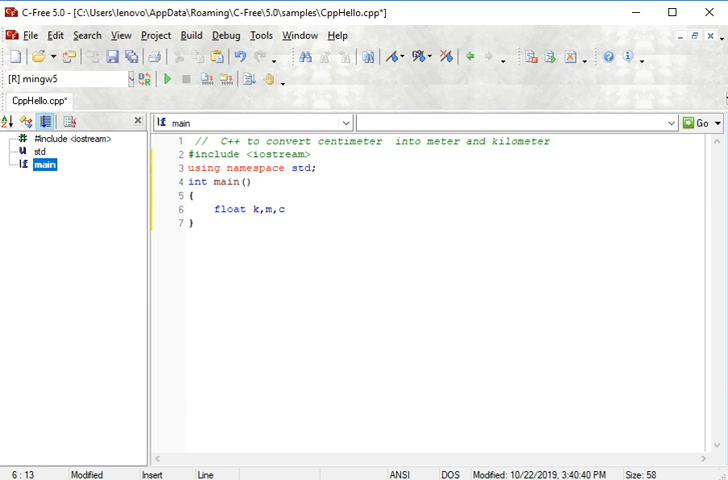 C-Free 5.0 - [C:\Users\lenovo\AppData\Roaming\C-Free\5.0\samples\CppHello.cpp*]
File Edit Search View Project Build Debug Tools Window Help
[R] mingw5
CppHello.cpp*
main
Go
#include <iostream>
std
main
1 // C++ to convert centimeter into meter and kilometer
2 #include <iostream>
3 using namespace std;
4 int main()
5 {
6 float k,m,c
7 }
6 : 13 Modified Insert Line ANSI DOS Modified: 10/22/2019, 3:40:40 PM Size: 58